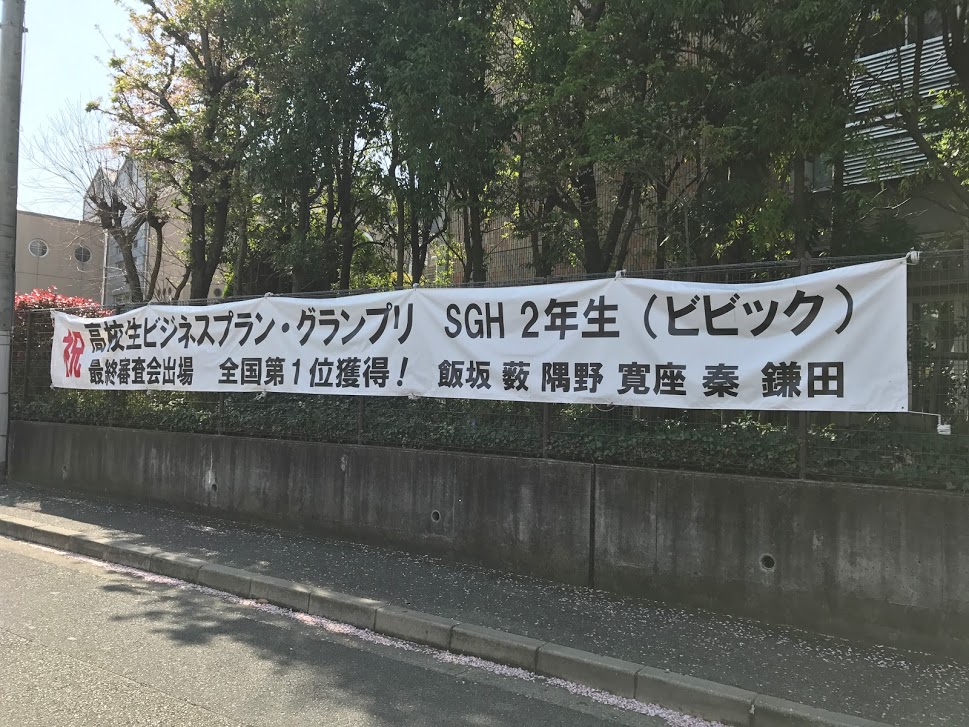 祝
高校生ビジネスプラン・グランプリ　SGH 2年生（ビビック）
最終審査会出場　全国第1位獲得！　飯坂 薮 隅野 寛座 秦 鎌田